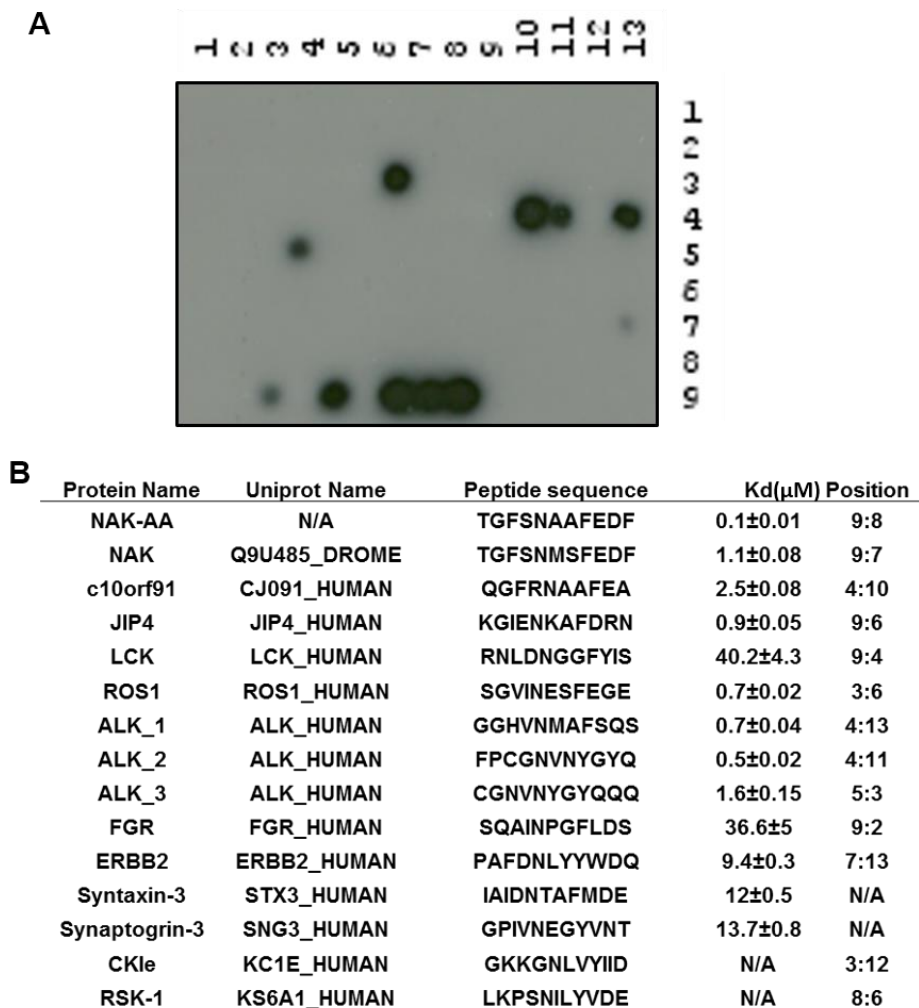 A
1 2 3 4 5 6 7 8 9 10 11 12 13
1
2
3
4
5
6
7
8
9
B
Protein Name Uniprot Name Peptide sequence Kd(μM) Position
NAK-AA N/A TGFSNAAFEDF 0.1±0.01 9:8
NAK Q9U485_DROME TGFSNMSFEDF 1.1±0.08 9:7
c10orf91 CJ091_HUMAN QGFRNAAFEA 2.5±0.08 4:10
JIP4 JIP4_HUMAN KGIENKAFDRN 0.9±0.05 9:6
LCK LCK_HUMAN RNLDNGGFYIS 40.2±4.3 9:4
ROS1 ROS1_HUMAN SGVINESFEGE 0.7±0.02 3:6
ALK_1 ALK_HUMAN GGHVNMAFSQS 0.7±0.04 4:13
ALK_2 ALK_HUMAN FPCGNVNYGYQ 0.5±0.02 4:11
ALK_3 ALK_HUMAN CGNVNYGYQQQ 1.6±0.15 5:3
FGR FGR_HUMAN SQAINPGFLDS 36.6±5 9:2
ERBB2 ERBB2_HUMAN PAFDNLYYWDQ 9.4±0.3 7:13
Syntaxin-3 STX3_HUMAN IAIDNTAFMDE 12±0.5 N/A
Synaptogrin-3 SNG3_HUMAN GPIVNEGYVNT 13.7±0.8 N/A
CKIe KC1E_HUMAN GKKGNLVYIID N/A 3:12
RSK-1 KS6A1_HUMAN LKPSNILYVDE N/A 8:6